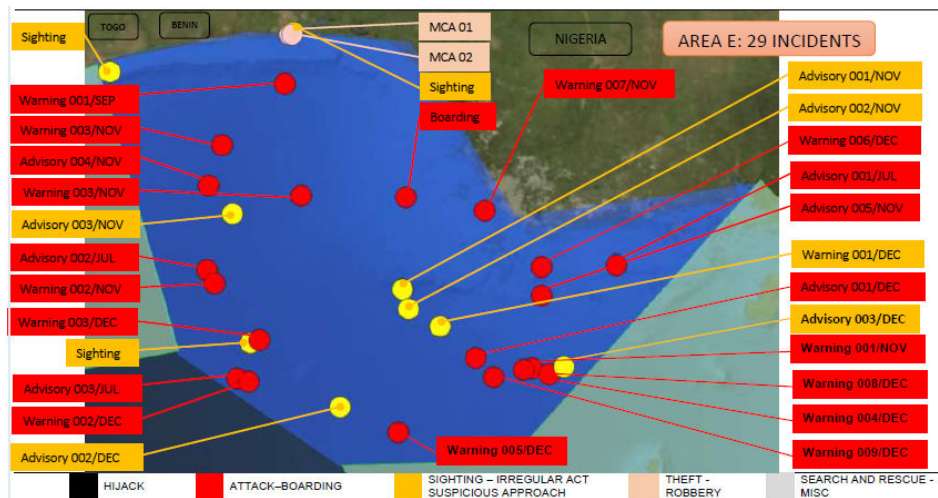 TOGO
BENIN
NIGERIA
AREA E: 29 INCIDENTS
Sighting
Warning 001/SEP
Warning 003/NOV
Advisory 004/NOV
Warning 003/NOV
Advisory 003/NOV
Advisory 002/JUL
Warning 002/NOV
Warning 003/DEC
Sighting
Advisory 003/JUL
Warning 002/DEC
Advisory 002/DEC
MCA 01
MCA 02
Sighting
Boarding
Warning 007/NOV
Warning 005/DEC
Advisory 001/NOV
Advisory 002/NOV
Warning 006/DEC
Advisory 001/JUL
Advisory 005/NOV
Warning 001/DEC
Advisory 001/DEC
Advisory 003/DEC
Warning 001/NOV
Warning 008/DEC
Warning 004/DEC
Warning 009/DEC
HIJACK
ATTACK–BOARDING
SIGHTING – IRREGULAR ACT
SUSPICIOUS APPROACH
THEFT -
ROBBERY
SEARCH AND RESCUE -
MISC